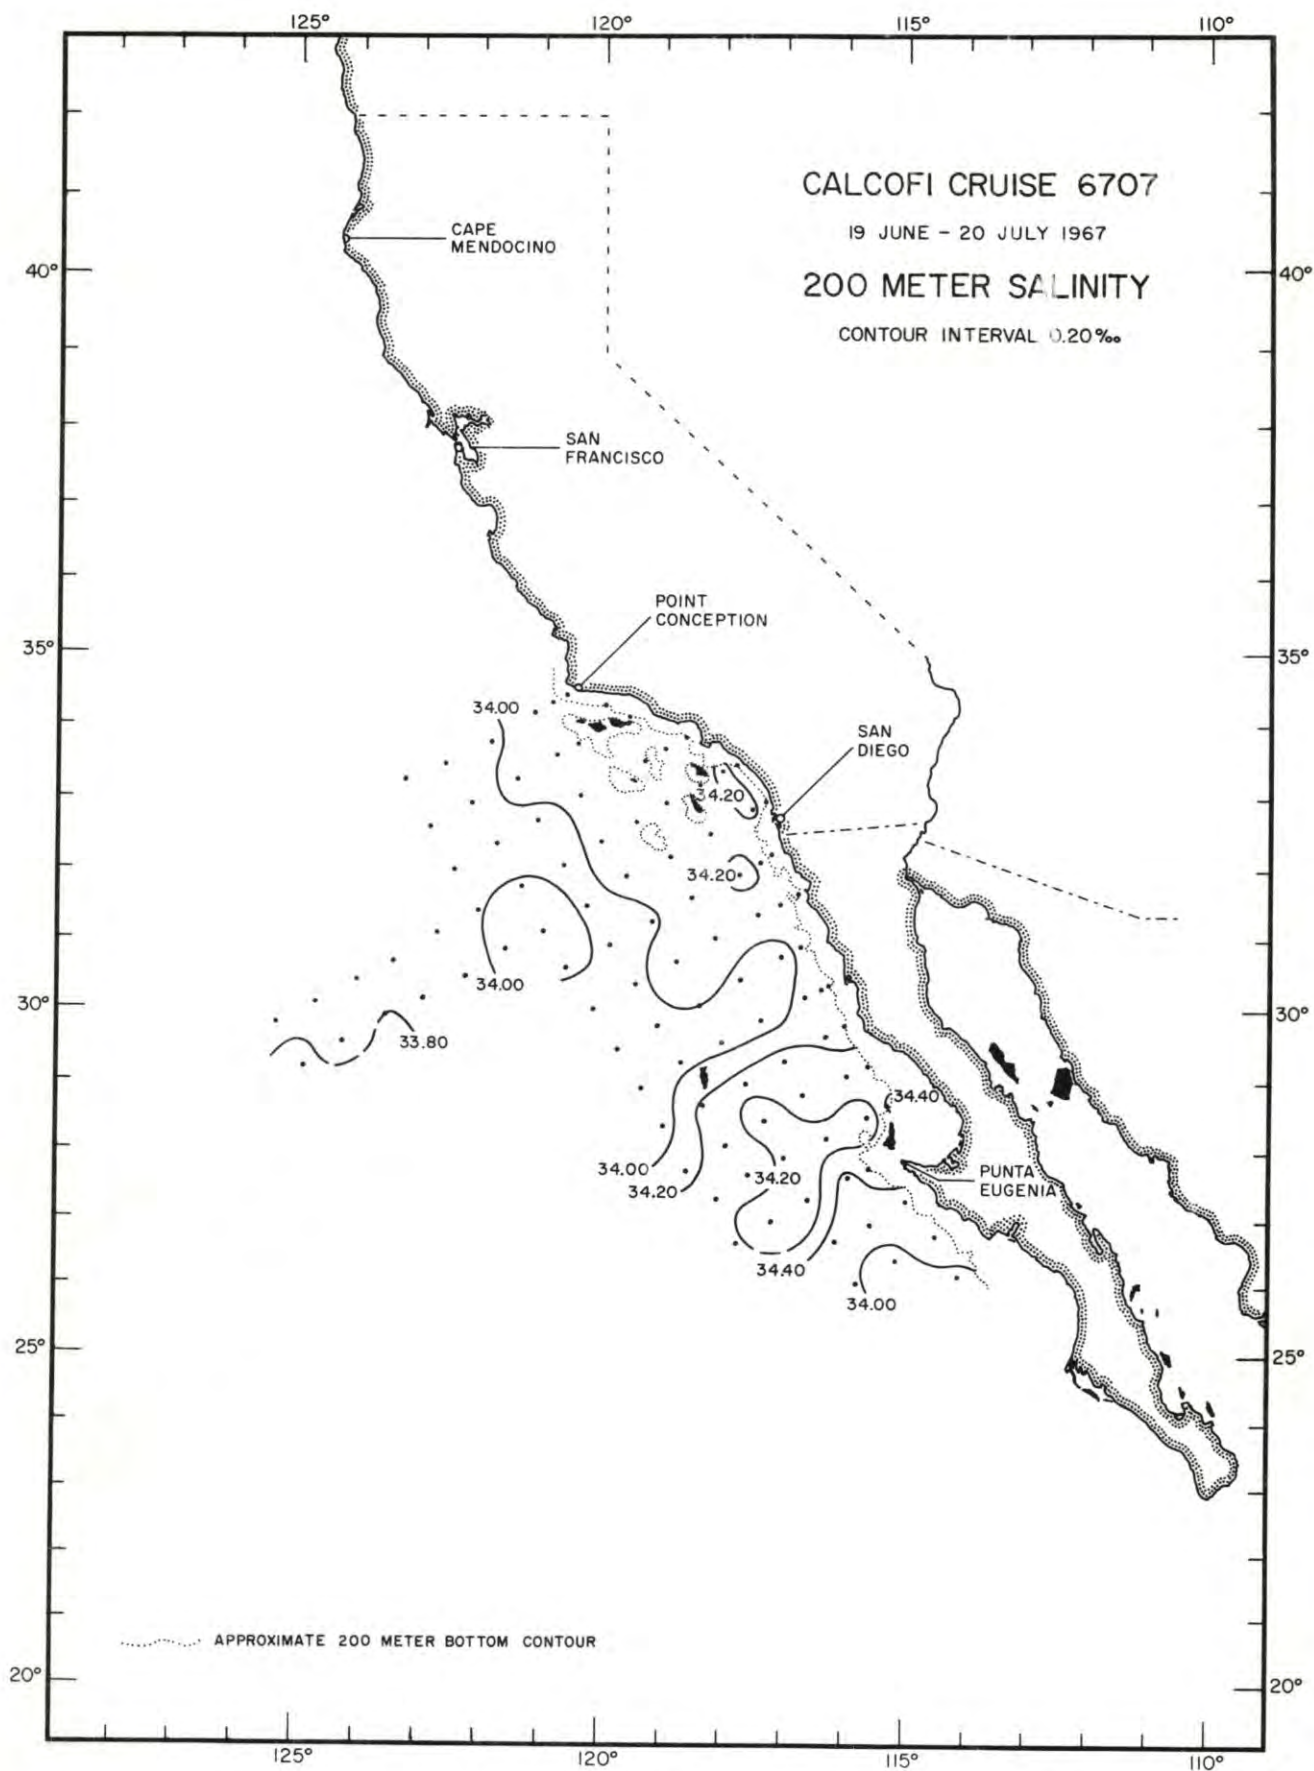 125° 120° 115° 110°
CALCOFI CRUISE 6707
19 JUNE - 20 JULY 1967
200 METER SALINITY
CONTOUR INTERVAL 0.20‰
CAPE
MENDOCINO
40° 40°
SAN
FRANCISCO
POINT
CONCEPTION
35° 35°
34.00
SAN
DIEGO
34.20
34.20
34.00
30° 30°
33.80
34.40
34.00
34.20
34.20
PUNTA
EUGENIA
34.40
34.00
25° 25°
APPROXIMATE 200 METER BOTTOM CONTOUR
20° 20°
125° 120° 115° 110°